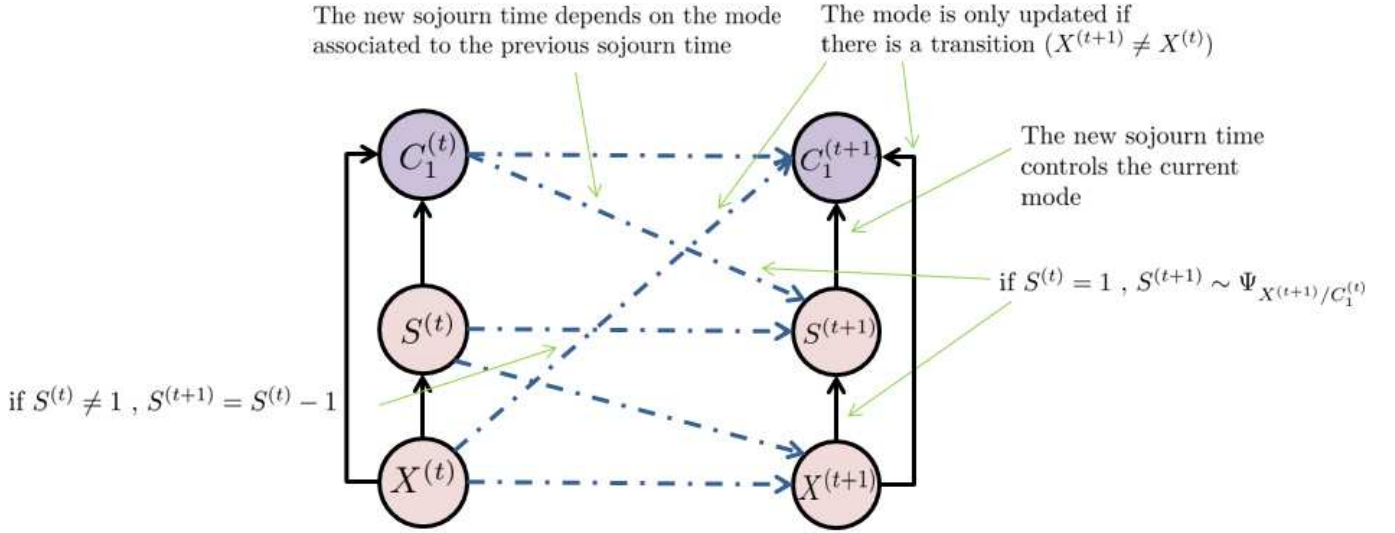 The new sojourn time depends on the mode
associated to the previous sojourn time
The mode is only updated if
there is a transition (X^{(t+1)} ≠ X^{(t)})
C_1^{(t)}
C_1^{(t+1)}
The new sojourn time
controls the current
mode
if S^{(t)} = 1 , S^{(t+1)} ∼ Ψ_{X^{(t+1)}/C_1^{(t)}}
S^{(t)}
S^{(t+1)}
if S^{(t)} ≠ 1 , S^{(t+1)} = S^{(t)} − 1
X^{(t)}
X^{(t+1)}